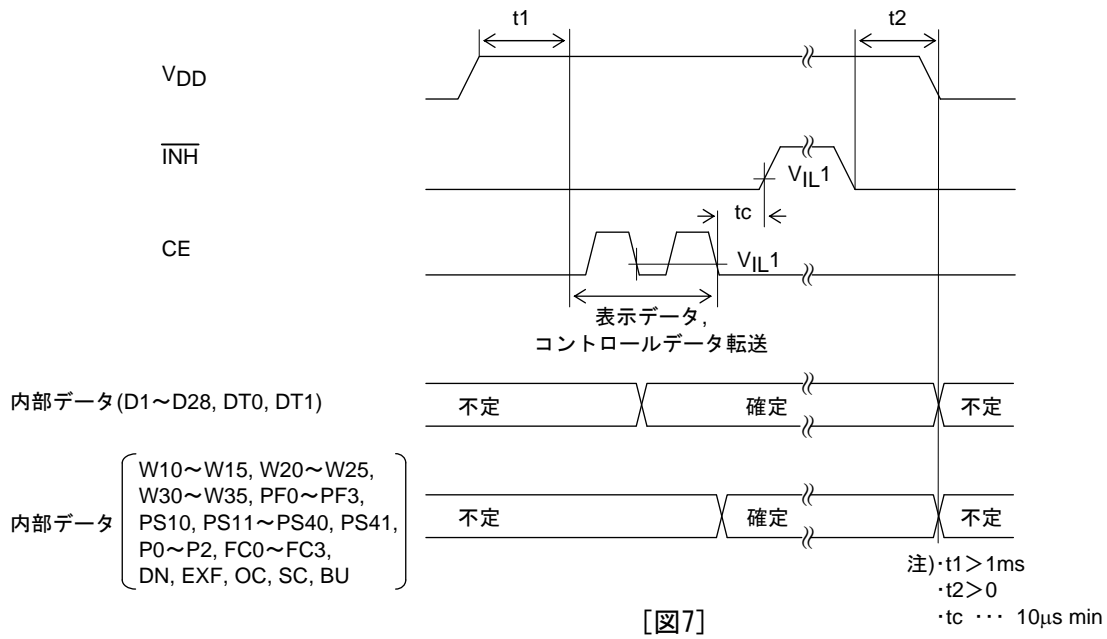 t1
t2
VDD
INH
VIL1
tc
CE
VIL1
表示データ,
コントロールデータ転送
内部データ(D1～D28, DT0, DT1)
不定
確定
不定
内部データ
W10～W15, W20～W25,
W30～W35, PF0～PF3,
PS10, PS11～PS40, PS41,
P0～P2, FC0～FC3,
DN, EXF, OC, SC, BU
不定
確定
不定
注)・t1＞1ms
・t2＞0
・tc ･･･ 10μs min
[図7]